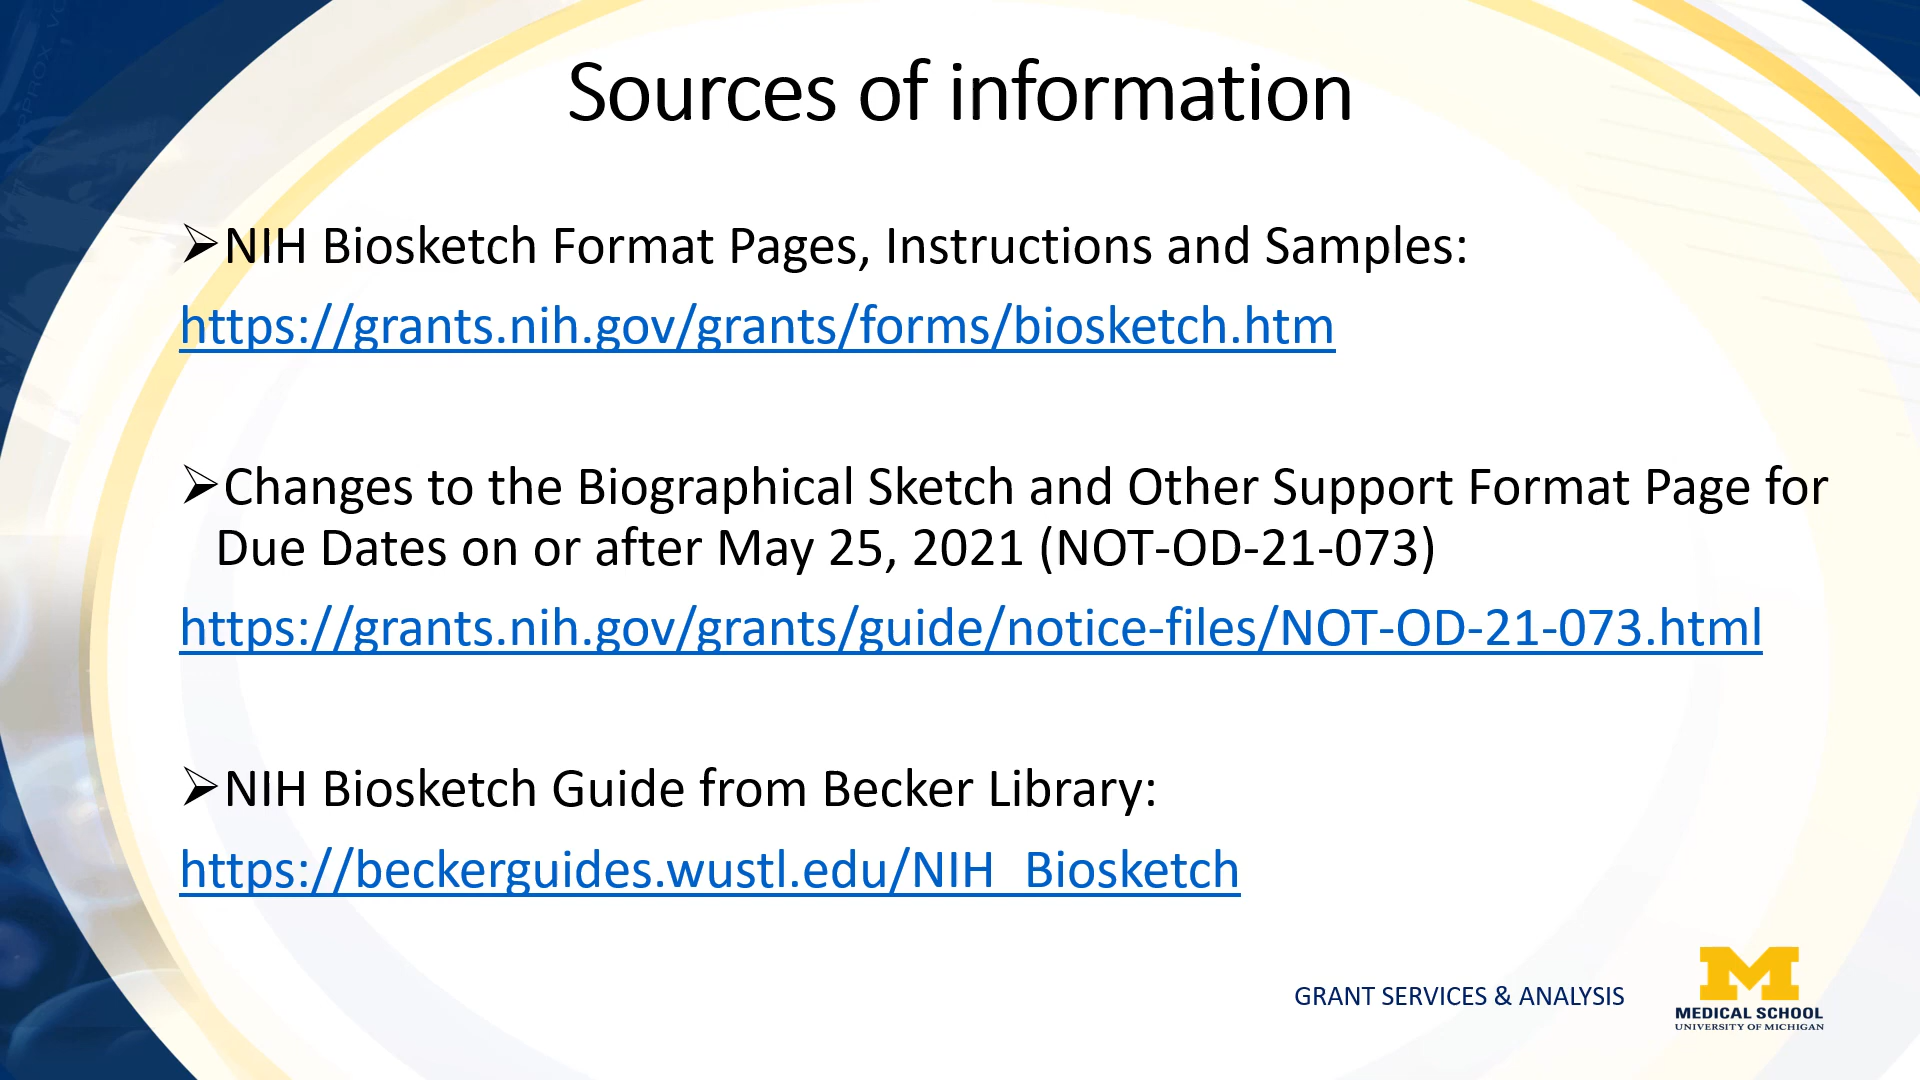 Sources of information
➢NIH Biosketch Format Pages, Instructions and Samples:
https://grants.nih.gov/grants/forms/biosketch.htm
➢Changes to the Biographical Sketch and Other Support Format Page for
Due Dates on or after May 25, 2021 (NOT-OD-21-073)
https://grants.nih.gov/grants/guide/notice-files/NOT-OD-21-073.html
➢NIH Biosketch Guide from Becker Library:
https://beckerguides.wustl.edu/NIH_Biosketch
GRANT SERVICES & ANALYSIS
M
MEDICAL SCHOOL
UNIVERSITY OF MICHIGAN